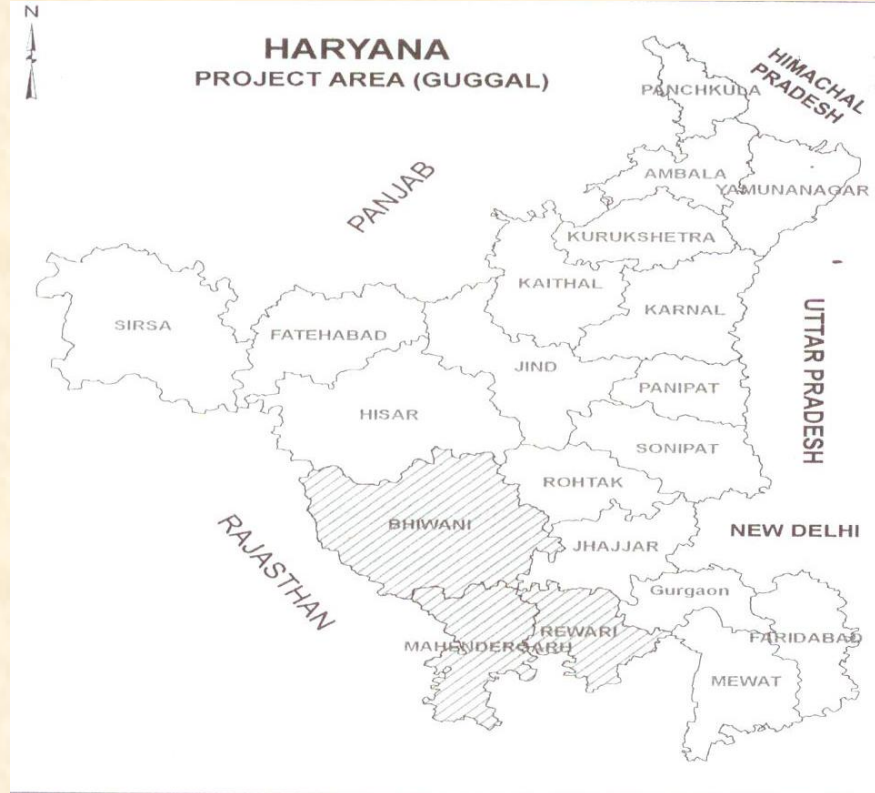 N
HARYANA
PROJECT AREA (GUGGAL)
HIMACHAL
PRADESH
PANCHKULA
AMBALA
YAMUNANAGAR
PANJAB
KURUKSHETRA
KAITHAL
KARNAL
SIRSA
FATEHABAD
JIND
PANIPAT
UTTAR PRADESH
HISAR
SONIPAT
ROHTAK
BHIWANI
NEW DELHI
JHAJJAR
RAJASTHAN
Gurgaon
REWARI
FARIDABAD
MAHENDERGARH
MEWAT